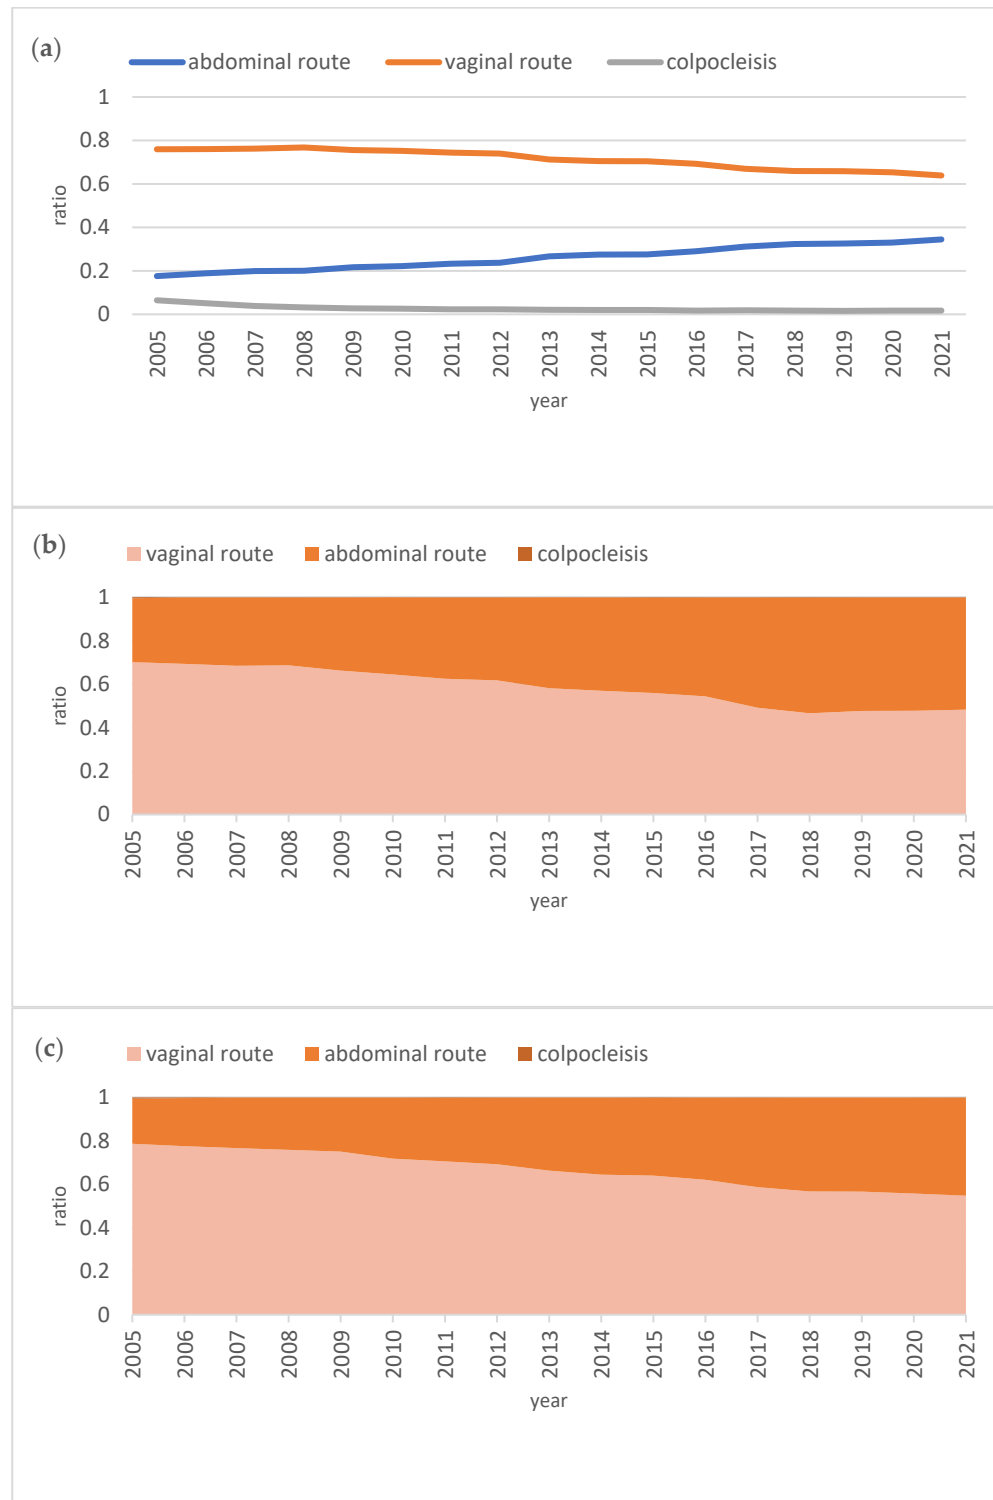 (a)
abdominal route vaginal route colpocleisis
1
0.8
0.6
0.4
0.2
0
ratio
2005 2006 2007 2008 2009 2010 2011 2012 2013 2014 2015 2016 2017 2018 2019 2020 2021
year
(b)
vaginal route abdominal route colpocleisis
1
0.8
0.6
0.4
0.2
0
ratio
2005 2006 2007 2008 2009 2010 2011 2012 2013 2014 2015 2016 2017 2018 2019 2020 2021
year
(c)
vaginal route abdominal route colpocleisis
1
0.8
0.6
0.4
0.2
0
ratio
2005 2006 2007 2008 2009 2010 2011 2012 2013 2014 2015 2016 2017 2018 2019 2020 2021
year